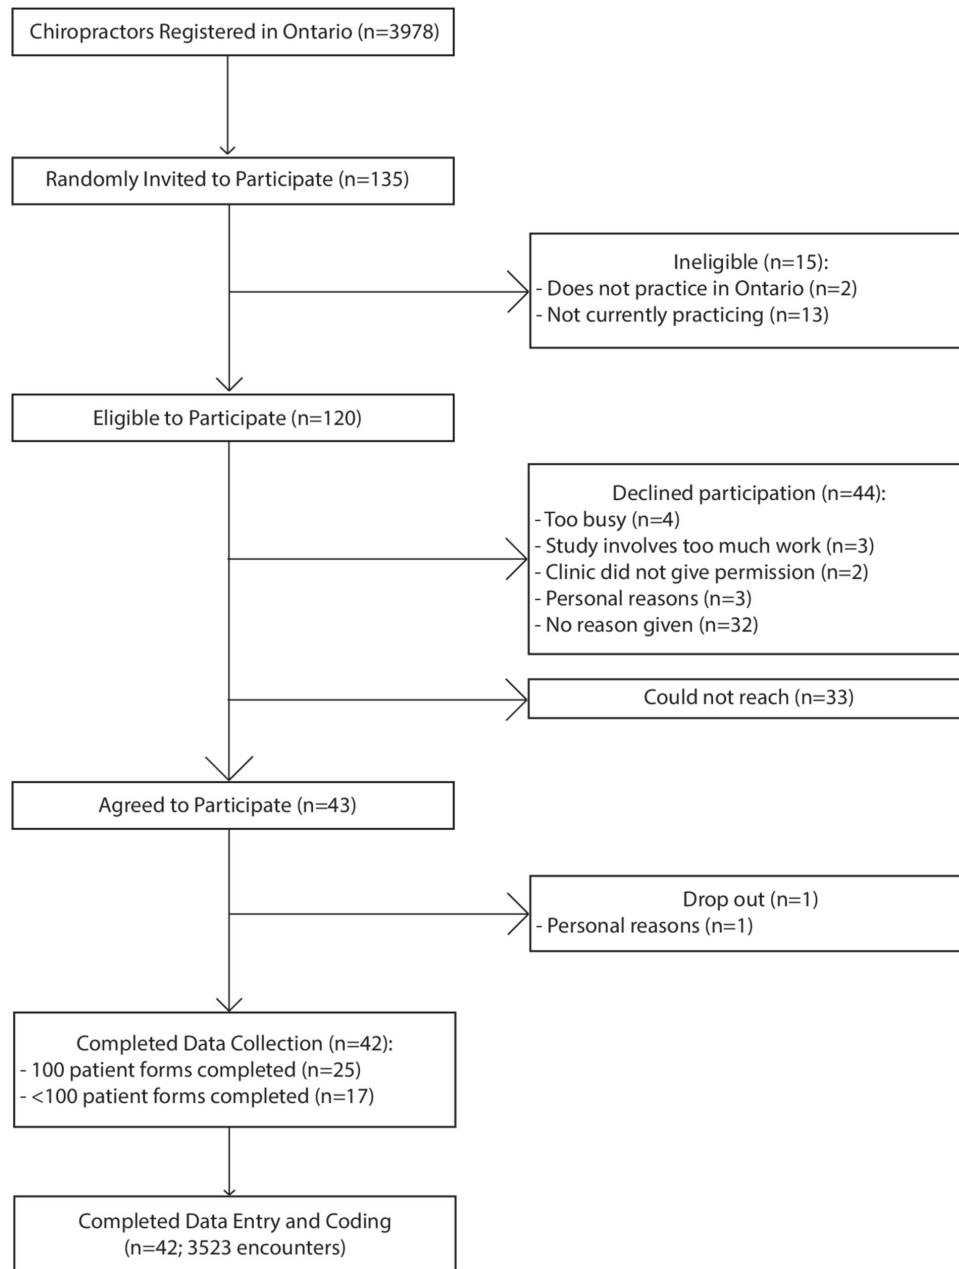 Chiropractors Registered in Ontario (n=3978)
Randomly Invited to Participate (n=135)
Ineligible (n=15):
- Does not practice in Ontario (n=2)
- Not currently practicing (n=13)
Eligible to Participate (n=120)
Declined participation (n=44):
- Too busy (n=4)
- Study involves too much work (n=3)
- Clinic did not give permission (n=2)
- Personal reasons (n=3)
- No reason given (n=32)
Could not reach (n=33)
Agreed to Participate (n=43)
Drop out (n=1)
- Personal reasons (n=1)
Completed Data Collection (n=42):
- 100 patient forms completed (n=25)
- <100 patient forms completed (n=17)
Completed Data Entry and Coding
(n=42; 3523 encounters)